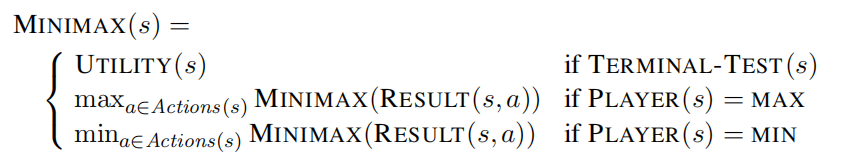 MINIMAX(s) =
{ UTILITY(s) if TERMINAL-TEST(s)
max_{a∈Actions(s)} MINIMAX(RESULT(s, a)) if PLAYER(s) = MAX
min_{a∈Actions(s)} MINIMAX(RESULT(s, a)) if PLAYER(s) = MIN